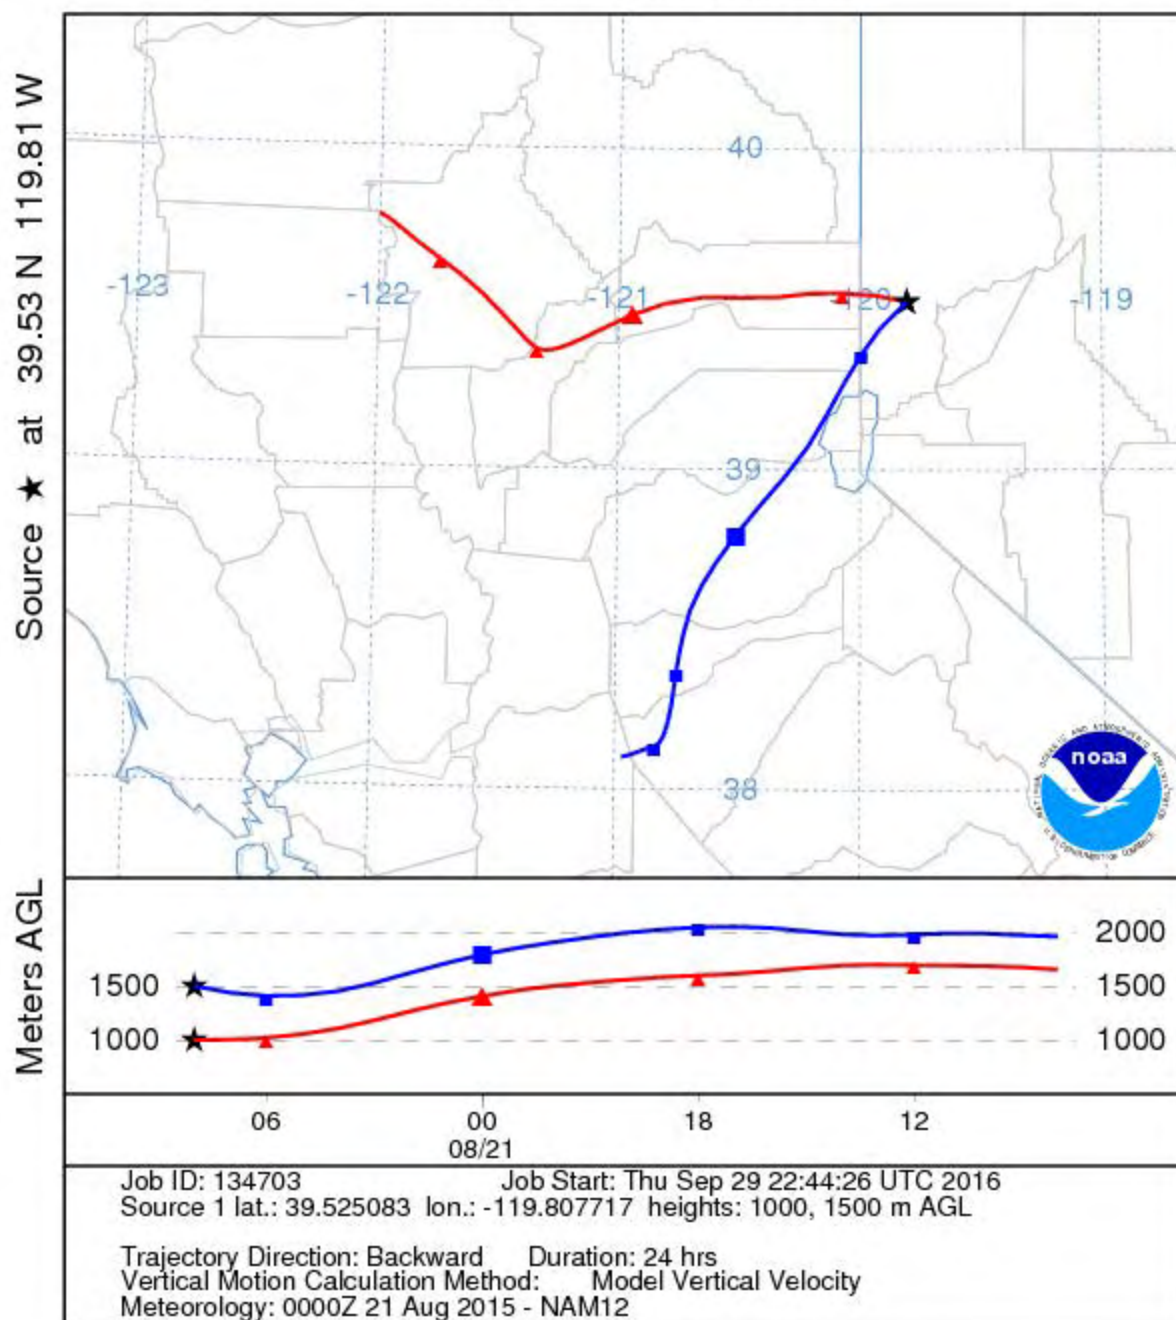 Source ★ at 39.53 N 119.81 W
40
-123
-122
-121
-120
-119
39
38
noaa
Meters AGL
2000
1500
1500
1000
1000
06
00
18
12
08/21
Job ID: 134703 Job Start: Thu Sep 29 22:44:26 UTC 2016
Source 1 lat.: 39.525083 lon.: -119.807717 heights: 1000, 1500 m AGL
Trajectory Direction: Backward Duration: 24 hrs
Vertical Motion Calculation Method: Model Vertical Velocity
Meteorology: 0000Z 21 Aug 2015 - NAM12